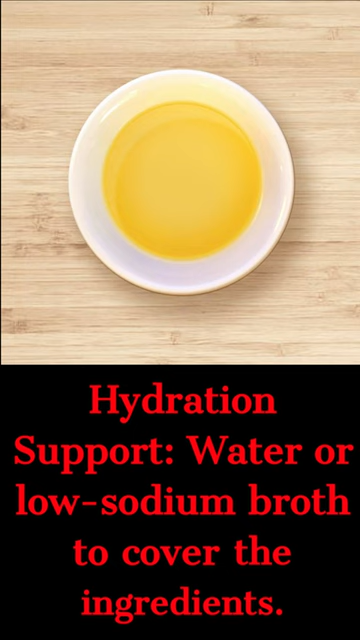 Hydration
Support: Water or
low-sodium broth
to cover the
ingredients.